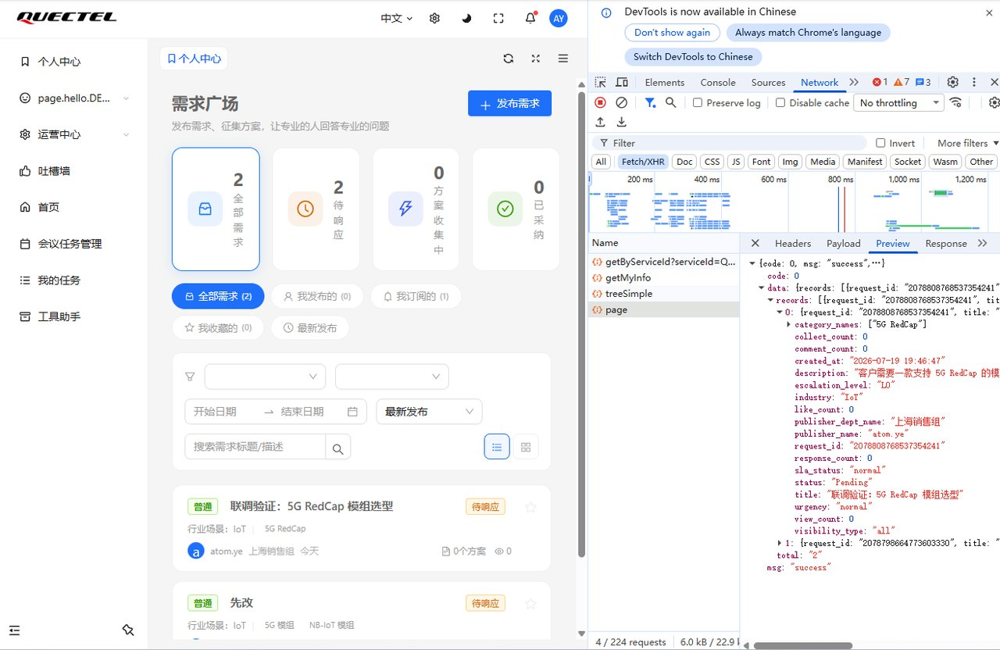 QUECTEL
中文
AY
个人中心
page.hello.DE...
运营中心
吐槽墙
首页
会议任务管理
我的任务
工具助手
个人中心
需求广场
发布需求、征集方案，让专业的人回答专业的问题
+ 发布需求
2
全部需求
2
待响应
0
方案收集中
0
已采纳
全部需求 (2)
我发布的 (0)
我订阅的 (1)
我收藏的 (0)
最新发布
开始日期 → 结束日期
最新发布
搜索需求标题/描述
普通 联调验证：5G RedCap 模组选型 待响应
行业场景：IoT 5G RedCap
a atom.ye 上海销售组 今天 0个方案 0
普通 先改 待响应
行业场景：IoT 5G 模组 NB-IoT 模组
DevTools is now available in Chinese
Don't show again
Always match Chrome's language
Switch DevTools to Chinese
Elements Console Sources Network 1 7 3
Preserve log Disable cache No throttling
Filter Invert More filters
All Fetch/XHR Doc CSS JS Font Img Media Manifest Socket Wasm Other
200 ms 400 ms 600 ms 800 ms 1,000 ms 1,200 ms
Name
getByServiceId?serviceId=Q...
getMyInfo
treeSimple
page
Headers Payload Preview Response
{code: 0, msg: "success",…}
code: 0
data: {records: [{request_id: "2078808768537354241"
records: [{request_id: "2078808768537354241", tit
0: {request_id: "2078808768537354241", title: "
category_names: ["5G RedCap"]
collect_count: 0
comment_count: 0
created_at: "2026-07-19 19:46:47"
description: "客户需要一款支持 5G RedCap 的模
escalation_level: "L0"
industry: "IoT"
like_count: 0
publisher_dept_name: "上海销售组"
publisher_name: "atom.ye"
request_id: "2078808768537354241"
response_count: 0
sla_status: "normal"
status: "Pending"
title: "联调验证：5G RedCap 模组选型"
urgency: "normal"
view_count: 0
visibility_type: "all"
1: {request_id: "2078798664773603330", title: "
total: "2"
msg: "success"
4 / 224 requests 6.0 kB / 22.9 k